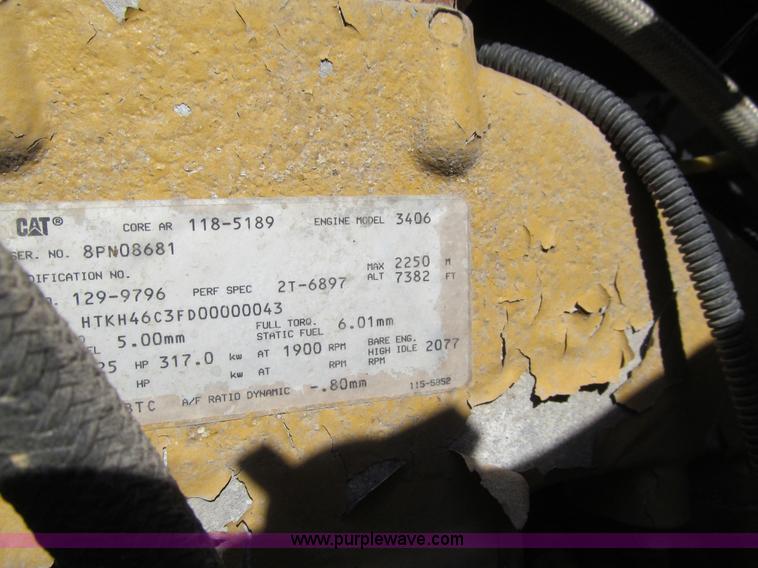 CAT® CORE AR 118-5189 ENGINE MODEL 3406
SER. NO. 8PN08681
MODIFICATION NO. MAX ALT 2250 M 7382 FT
129-9796 PERF SPEC 2T-6897
HTKH46C3FD00000043
5.00mm FULL TORQ. STATIC FUEL 6.01mm
25 HP 317.0 kw AT 1900 RPM BARE ENG. HIGH IDLE RPM 2077
HP kw AT RPM
BTC A/F RATIO DYNAMIC -.80mm 115-5852
www.purplewave.com